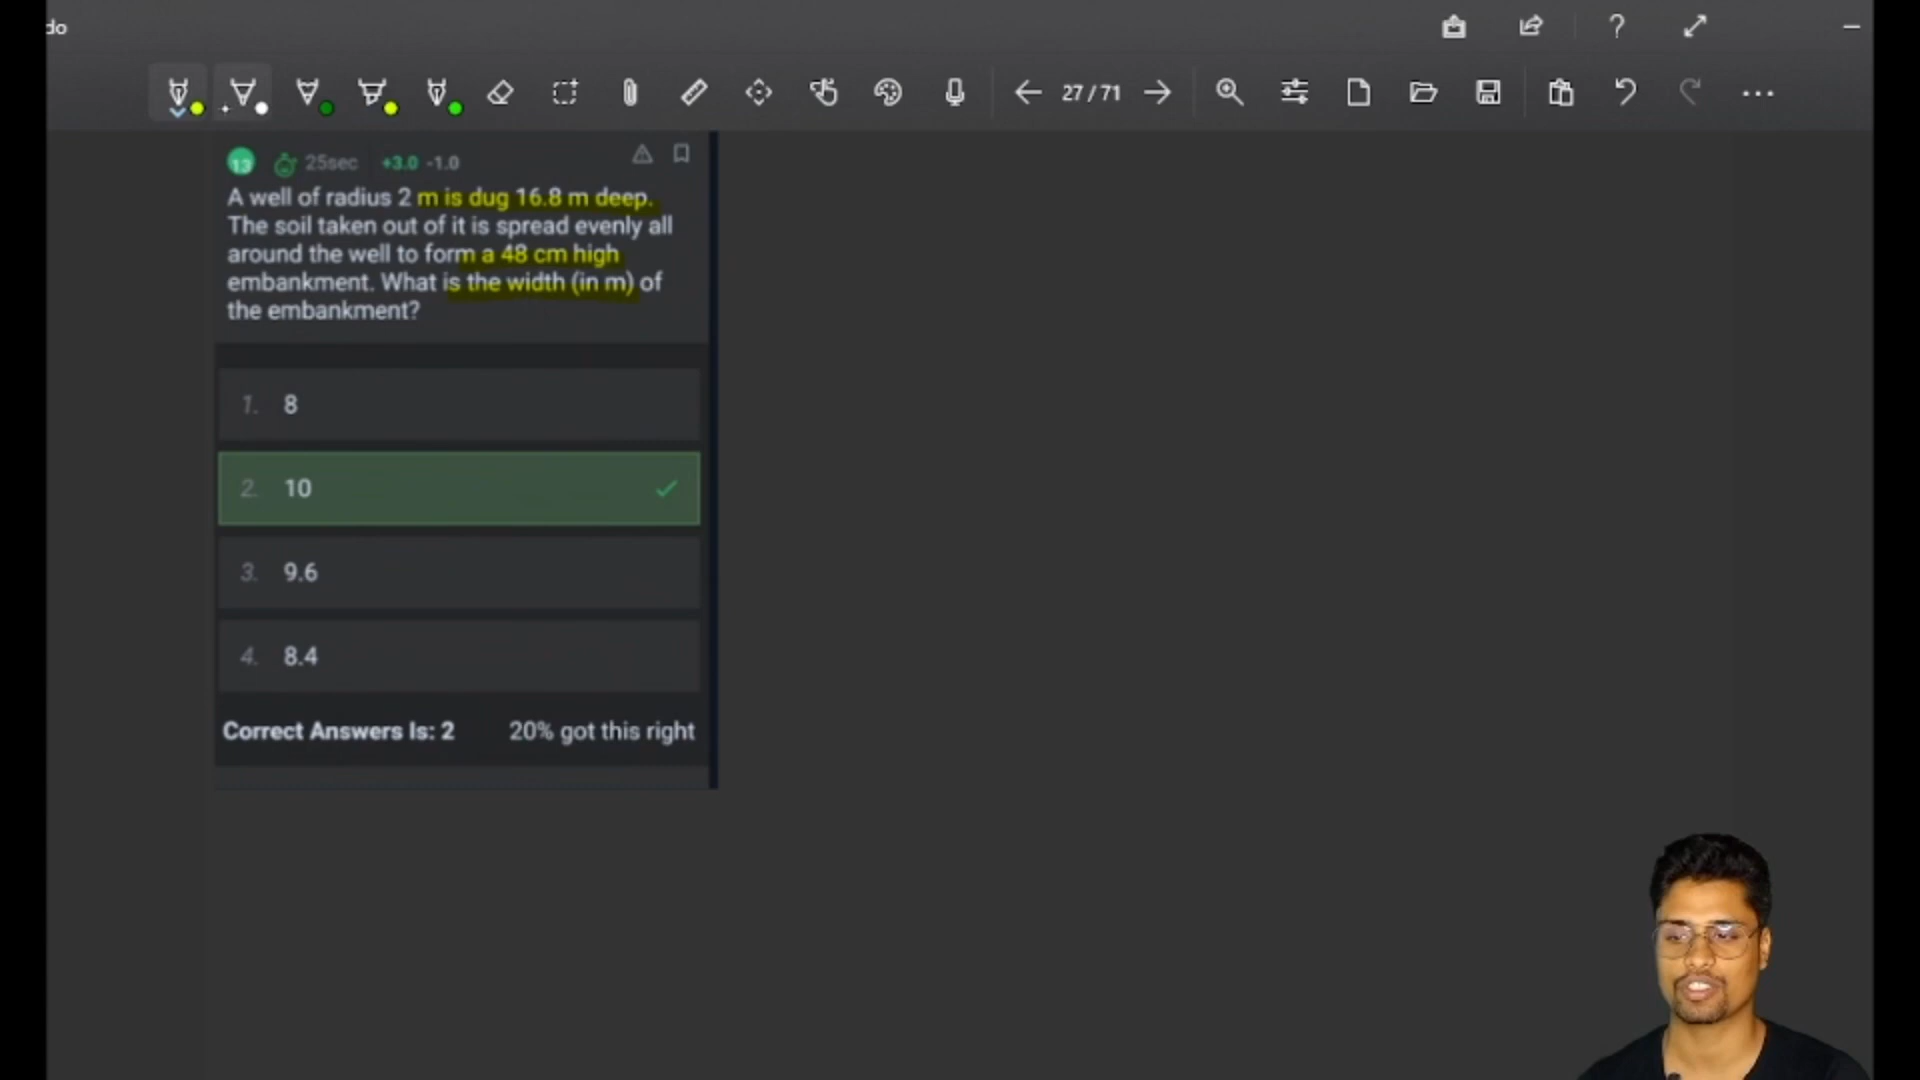 do
27 / 71
13 25sec +3.0 -1.0
A well of radius 2 m is dug 16.8 m deep.
The soil taken out of it is spread evenly all
around the well to form a 48 cm high
embankment. What is the width (in m) of
the embankment?
1. 8
2. 10
3. 9.6
4. 8.4
Correct Answers Is: 2 20% got this right